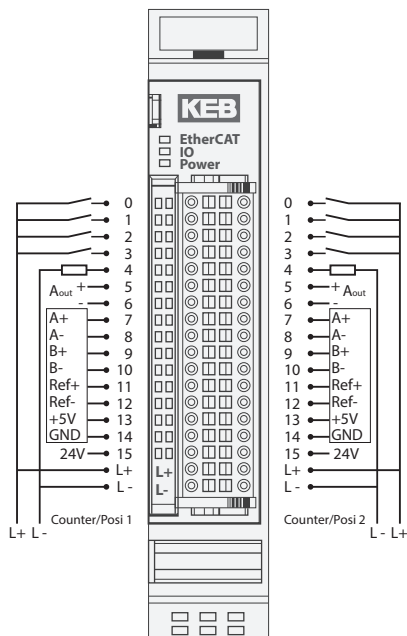 KEB
EtherCAT
IO
Power
0
1
2
3
4
Aout + 5
- 6
A+ 7
A- 8
B+ 9
B- 10
Ref+ 11
Ref- 12
+5V 13
GND 14
24V 15
L+
L -
Counter/Posi 1
L+ L -
L+
L-
0
1
2
3
4
5 + Aout
6 -
7 A+
8 A-
9 B+
10 B-
11 Ref+
12 Ref-
13 +5V
14 GND
15 24V
L+
L -
Counter/Posi 2
L - L+